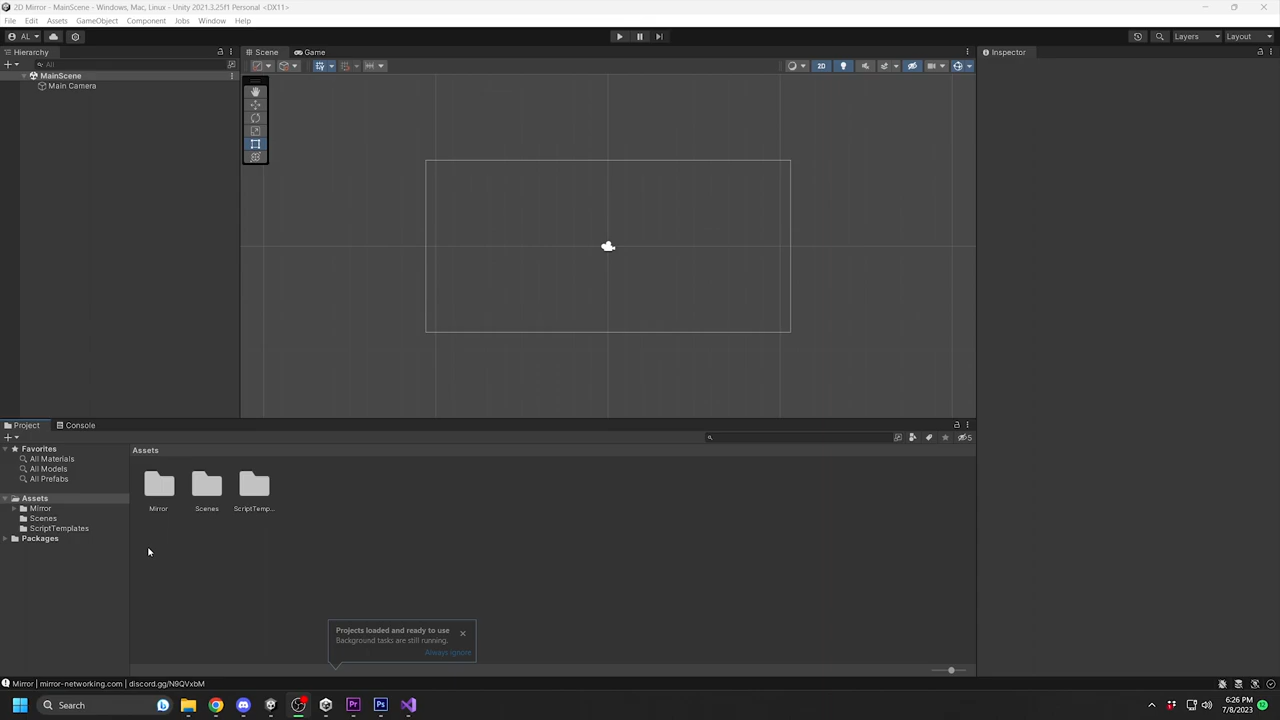 2D Mirror - MainScene - Windows, Mac, Linux - Unity 2021.3.25f1 Personal <DX11>
File Edit Assets GameObject Component Jobs Window Help
AL
Layers
Layout
Hierarchy
Scene
Game
Inspector
All
MainScene
2D
Main Camera
Project
Console
Favorites
Assets
All Materials
All Models
All Prefabs
5
Assets
Mirror
Scenes
ScriptTemplates
Packages
Mirror
Scenes
ScriptTemp...
Projects loaded and ready to use
Background tasks are still running.
Always ignore
Mirror | mirror-networking.com | discord.gg/N9QVxbM
Search
6:26 PM
7/8/2023
12